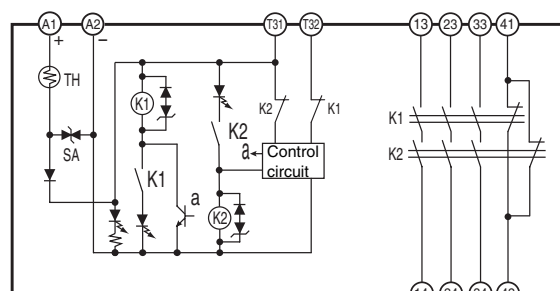 A1 A2 T31 T32 13 23 33 41
+ −
TH
K1
K2 K1
K1
K2
a
Control
circuit
SA
K1
K2
a
K2